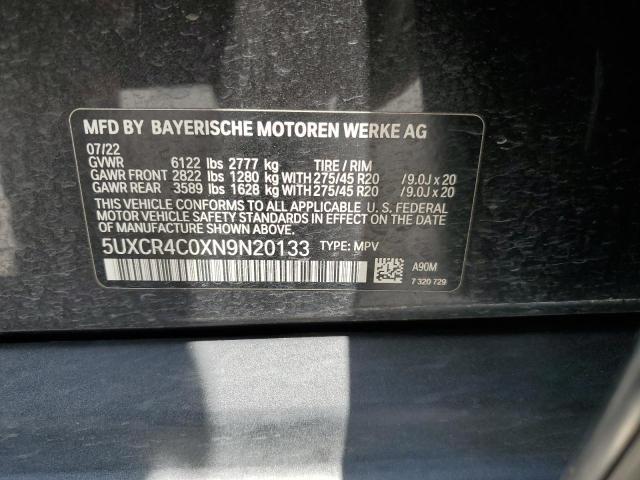 MFD BY BAYERISCHE MOTOREN WERKE AG
07/22
GVWR 6122 lbs 2777 kg TIRE / RIM
GAWR FRONT 2822 lbs 1280 kg WITH 275/45 R20 / 9.0J x 20
GAWR REAR 3589 lbs 1628 kg WITH 275/45 R20 / 9.0J x 20
THIS VEHICLE CONFORMS TO ALL APPLICABLE U. S. FEDERAL
MOTOR VEHICLE SAFETY STANDARDS IN EFFECT ON THE DATE
OF MANUFACTURE SHOWN ABOVE.
5UXCR4C0XN9N20133 TYPE: MPV
A90M
7 320 729